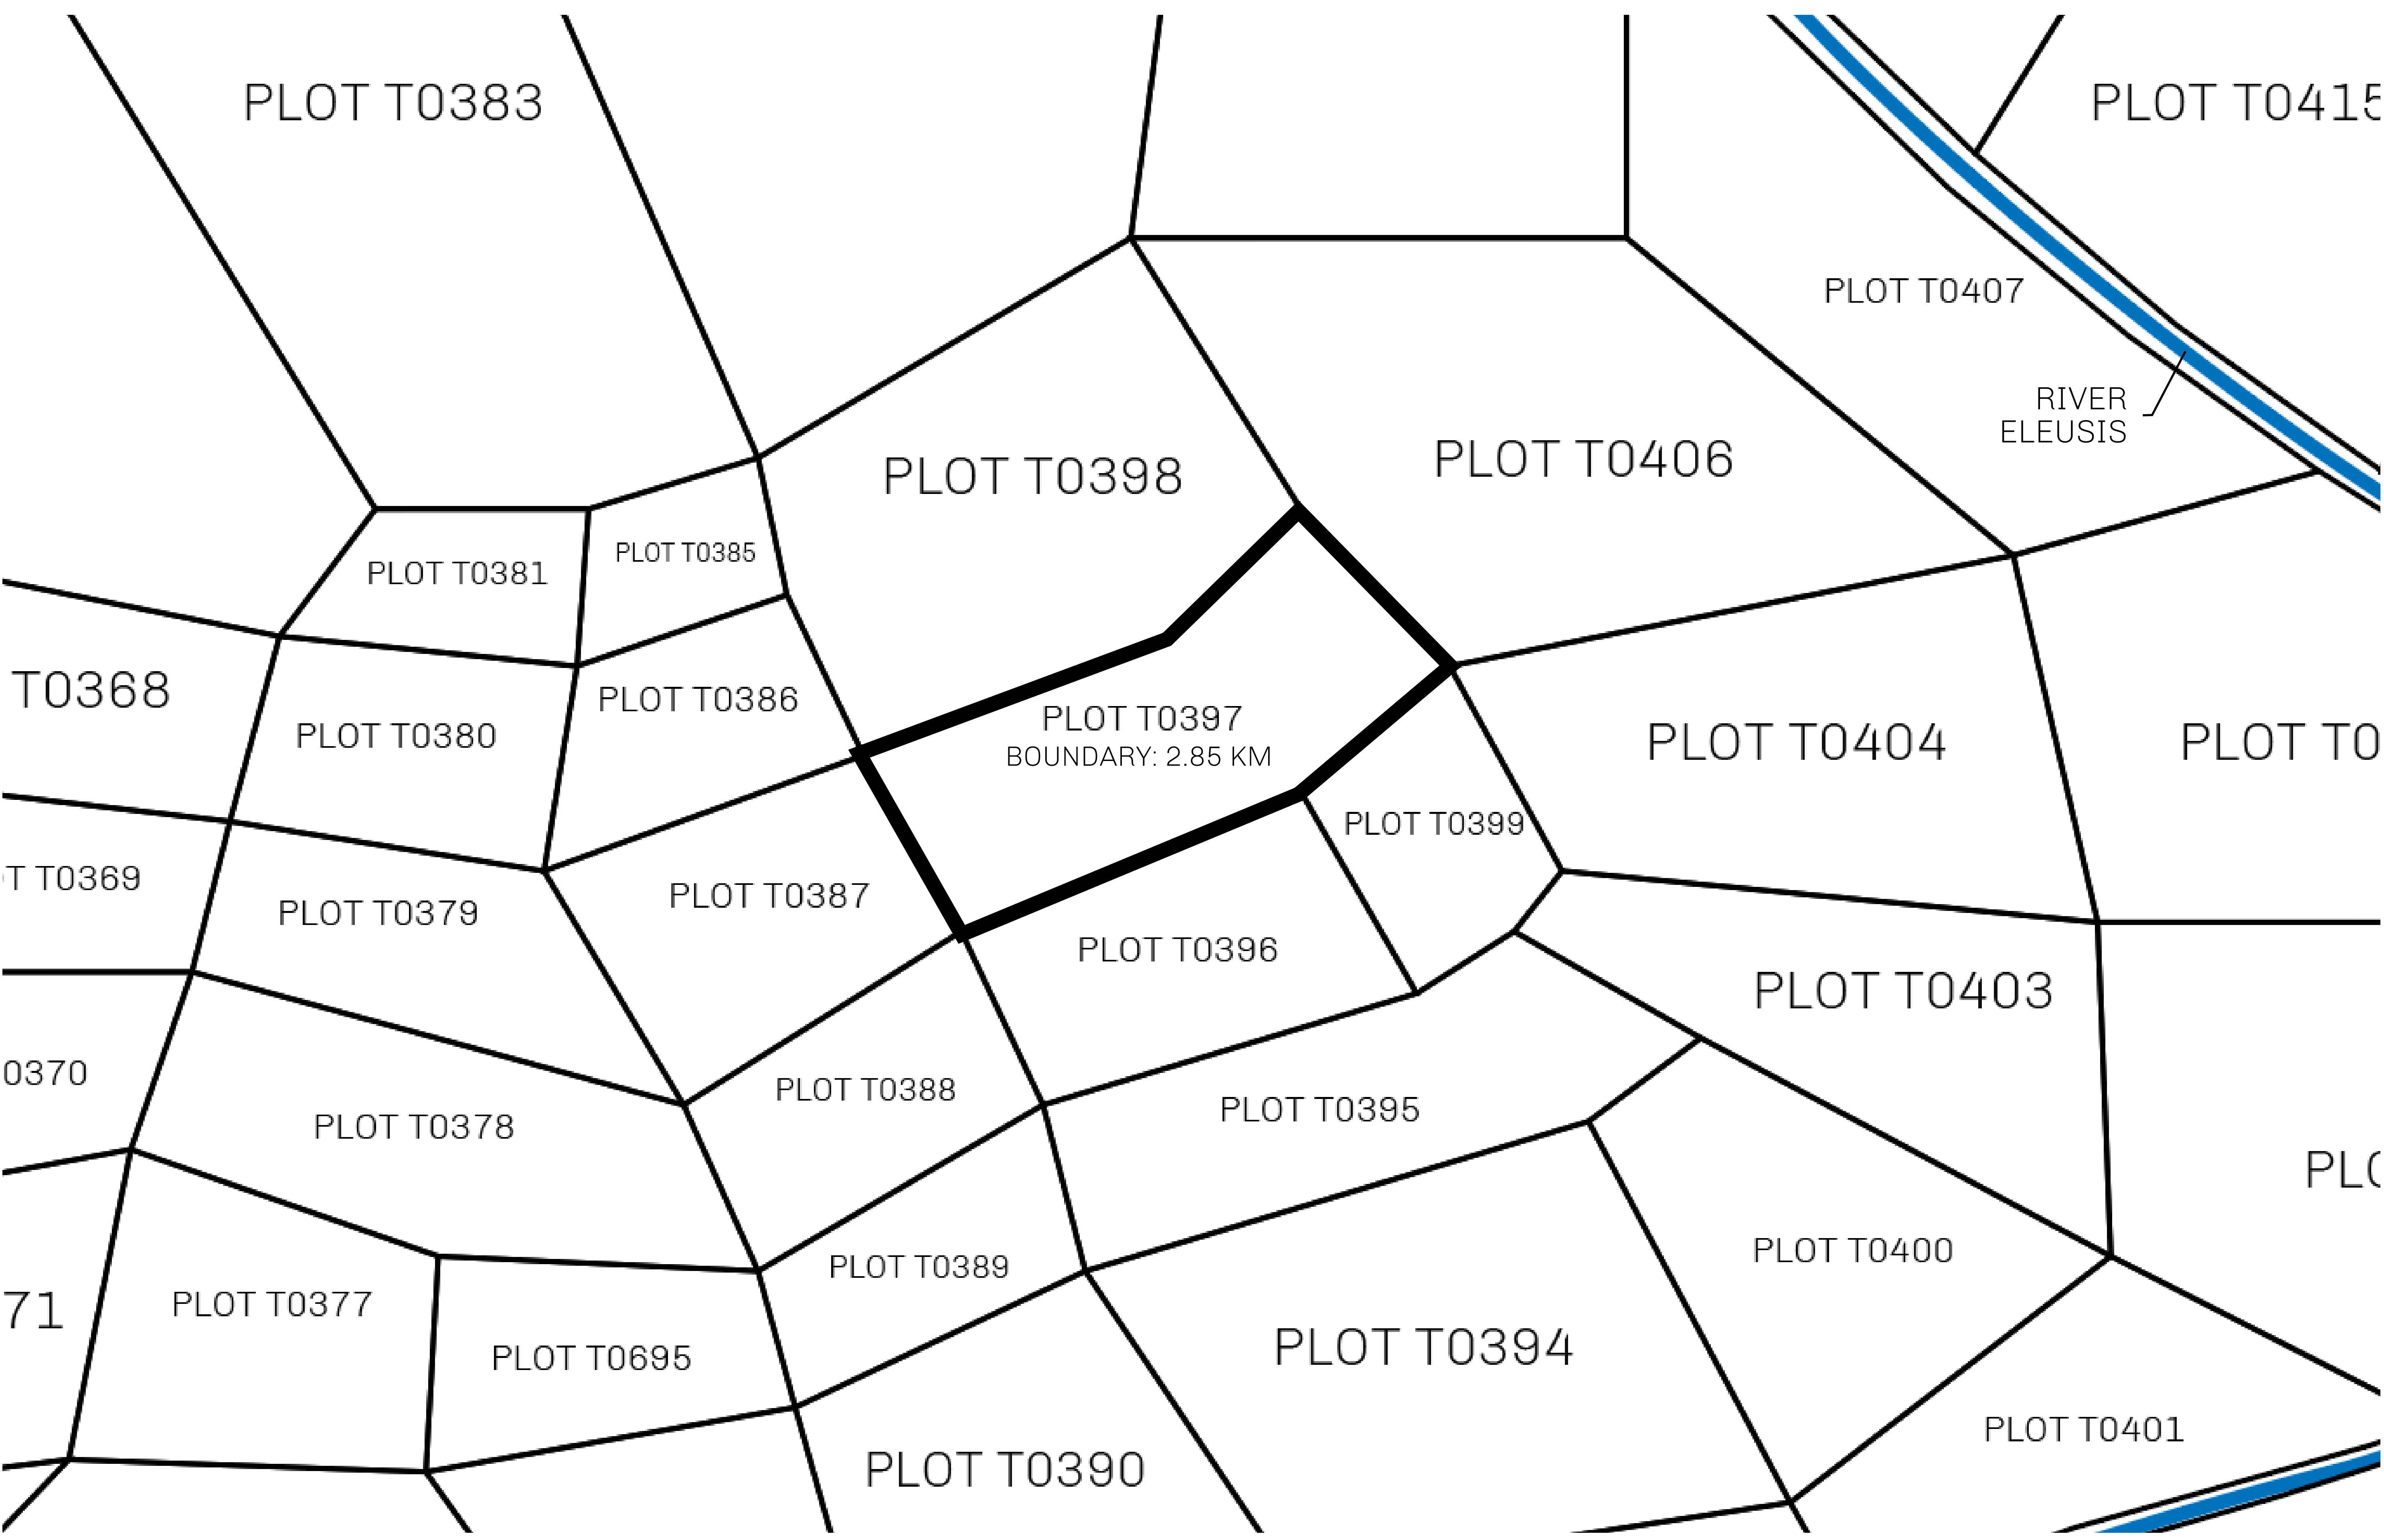 PLOT T0383
PLOT T0415
PLOT T0407
RIVER
ELEUSIS
PLOT T0398
PLOT T0406
PLOT T0385
PLOT T0381
T0368
PLOT T0386
PLOT T0380
PLOT T0397
BOUNDARY: 2.85 KM
PLOT T0404
PLOT T0
PLOT T0399
T T0369
PLOT T0387
PLOT T0379
PLOT T0396
PLOT T0403
0370
PLOT T0388
PLOT T0395
PLOT T0378
PLO
PLOT T0400
PLOT T0389
PLOT T0377
71
PLOT T0394
PLOT T0695
PLOT T0401
PLOT T0390